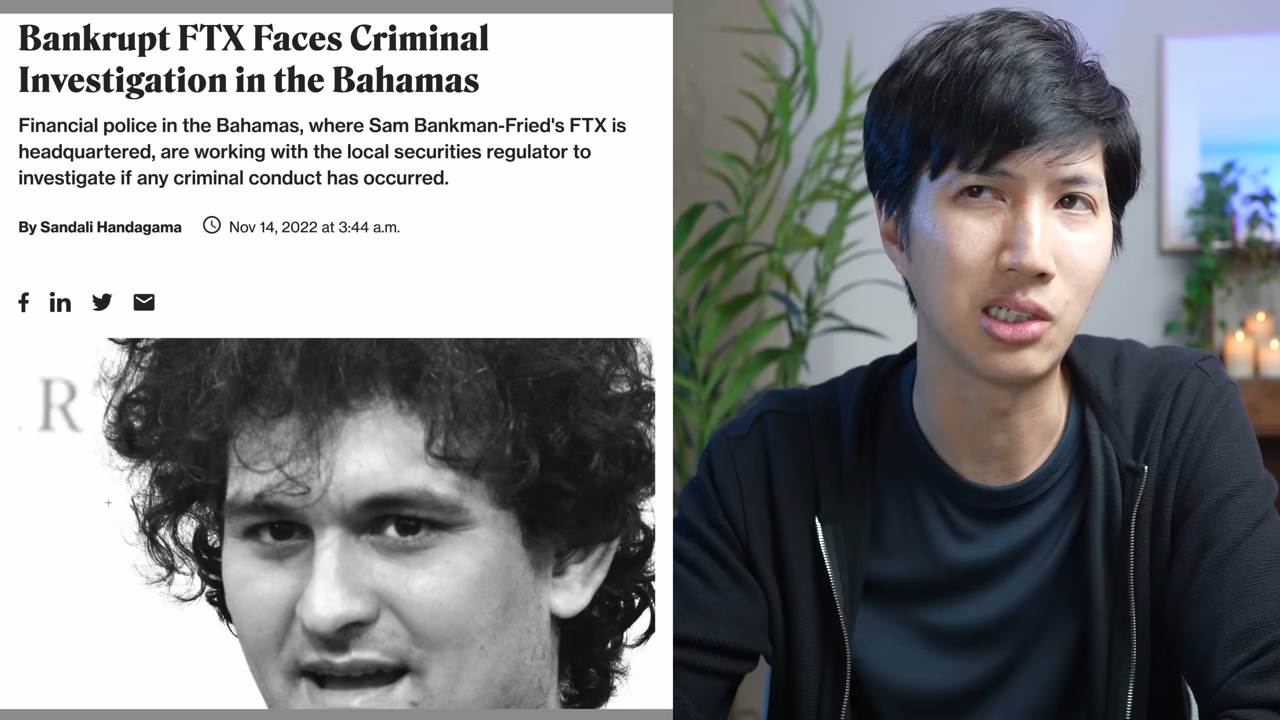 Bankrupt FTX Faces Criminal
Investigation in the Bahamas
Financial police in the Bahamas, where Sam Bankman-Fried's FTX is
headquartered, are working with the local securities regulator to
investigate if any criminal conduct has occurred.
By Sandali Handagama Nov 14, 2022 at 3:44 a.m.
R